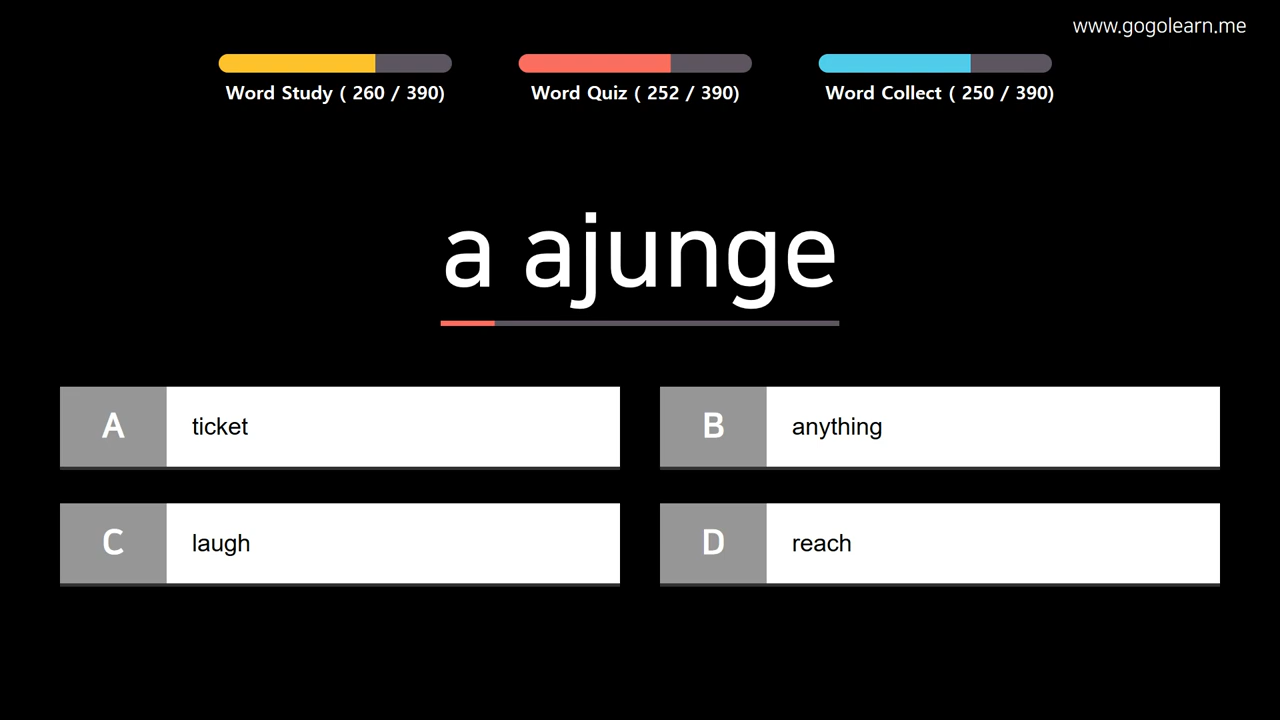 www.gogolearn.me
Word Study ( 260 / 390)
Word Quiz ( 252 / 390)
Word Collect ( 250 / 390)
a ajunge
A ticket
B anything
C laugh
D reach